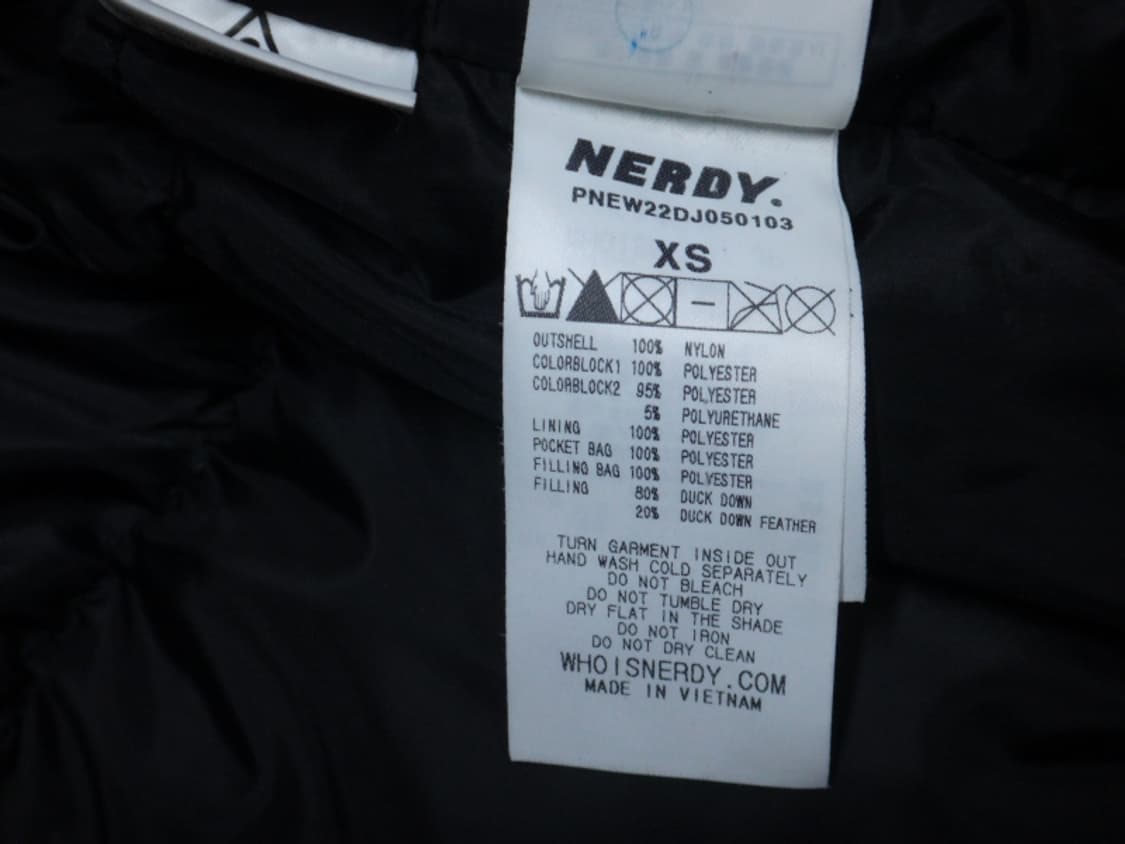 NERDY.
PNEW22DJ050103
XS
OUTSHELL 100% NYLON
COLORBLOCK1 100% POLYESTER
COLORBLOCK2 95% POLYESTER
5% POLYURETHANE
LINING 100% POLYESTER
POCKET BAG 100% POLYESTER
FILLING BAG 100% POLYESTER
FILLING 80% DUCK DOWN
20% DUCK DOWN FEATHER
TURN GARMENT INSIDE OUT
HAND WASH COLD SEPARATELY
DO NOT BLEACH
DO NOT TUMBLE DRY
DRY FLAT IN THE SHADE
DO NOT IRON
DO NOT DRY CLEAN
WHOISNERDY.COM
MADE IN VIETNAM